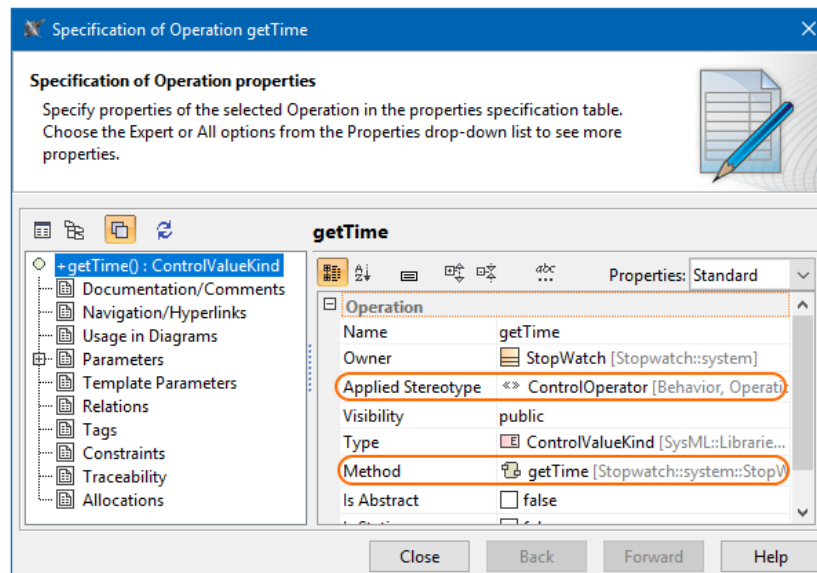 Specification of Operation getTime
Specification of Operation properties
Specify properties of the selected Operation in the properties specification table.
Choose the Expert or All options from the Properties drop-down list to see more
properties.
getTime
+getTime() : ControlValueKind
Documentation/Comments
Navigation/Hyperlinks
Usage in Diagrams
Parameters
Template Parameters
Relations
Tags
Constraints
Traceability
Allocations
Properties: Standard
Operation
Name getTime
Owner StopWatch [Stopwatch::system]
Applied Stereotype «» ControlOperator [Behavior, Operatic
Visibility public
Type E ControlValueKind [SysML::Librarie...
Method getTime [Stopwatch::system::StopW
Is Abstract false
Close Back Forward Help